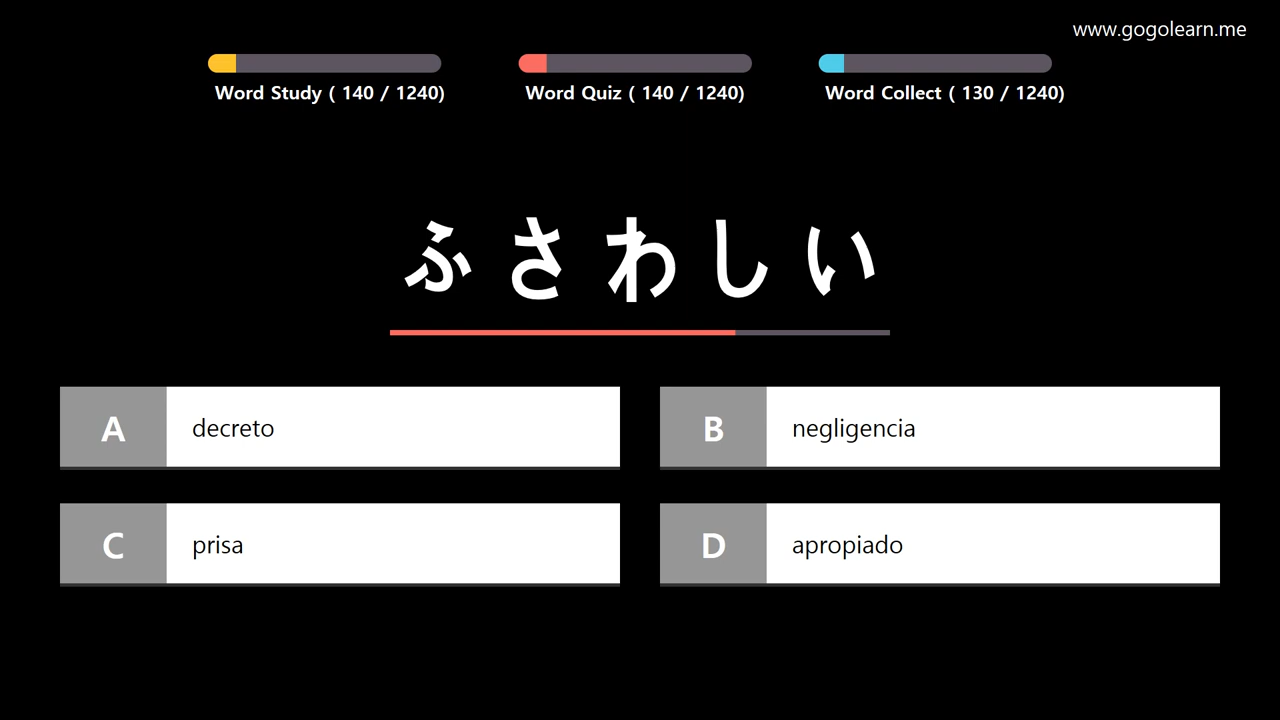 www.gogolearn.me
Word Study ( 140 / 1240)
Word Quiz ( 140 / 1240)
Word Collect ( 130 / 1240)
ふさわしい
A decreto
B negligencia
C prisa
D apropiado